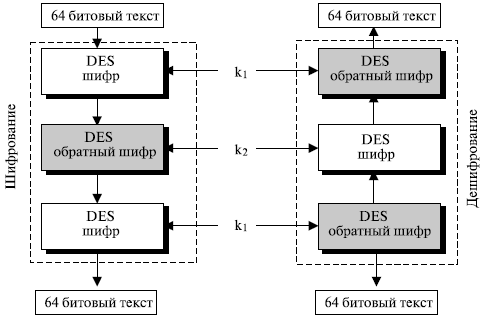 64 битовый текст
64 битовый текст
Шифрование
DES
шифр
k1
DES
обратный шифр
DES
обратный шифр
k2
DES
шифр
DES
шифр
k1
DES
обратный шифр
Дешифрование
64 битовый текст
64 битовый текст